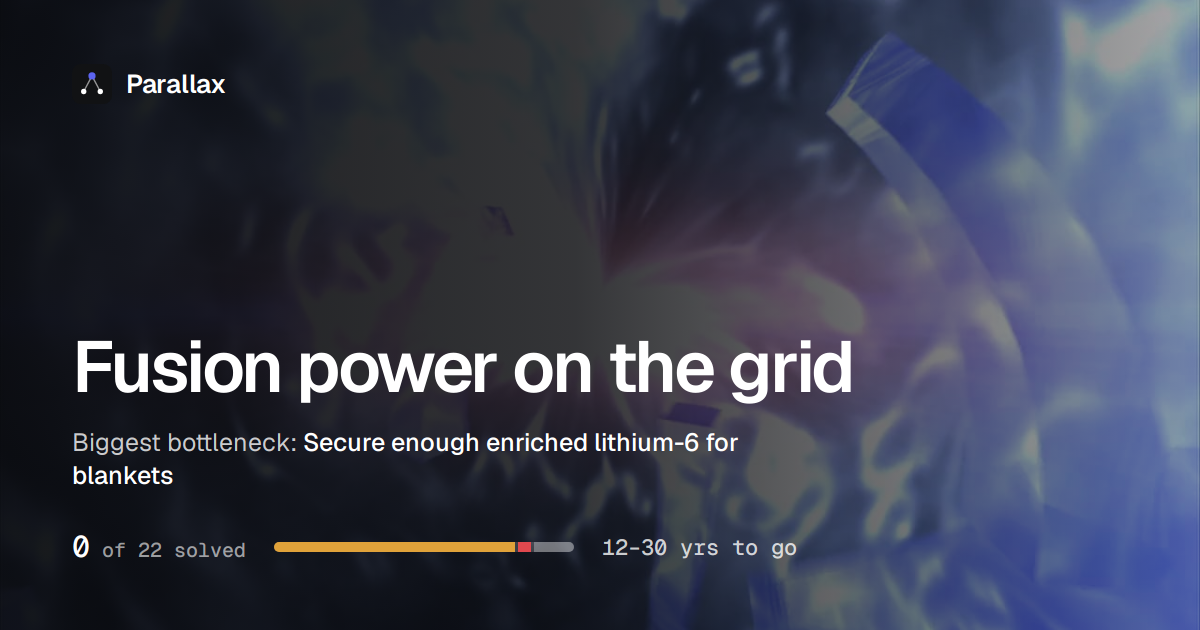 Parallax
Fusion power on the grid
Biggest bottleneck: Secure enough enriched lithium-6 for
blankets
0 of 22 solved
12–30 yrs to go